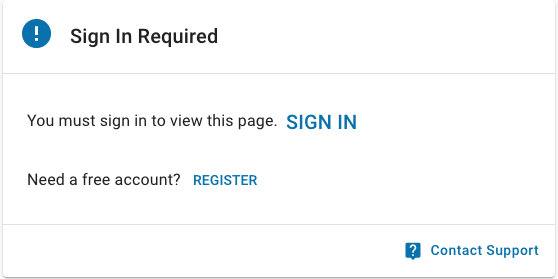 Sign In Required
You must sign in to view this page. SIGN IN
Need a free account? REGISTER
Contact Support